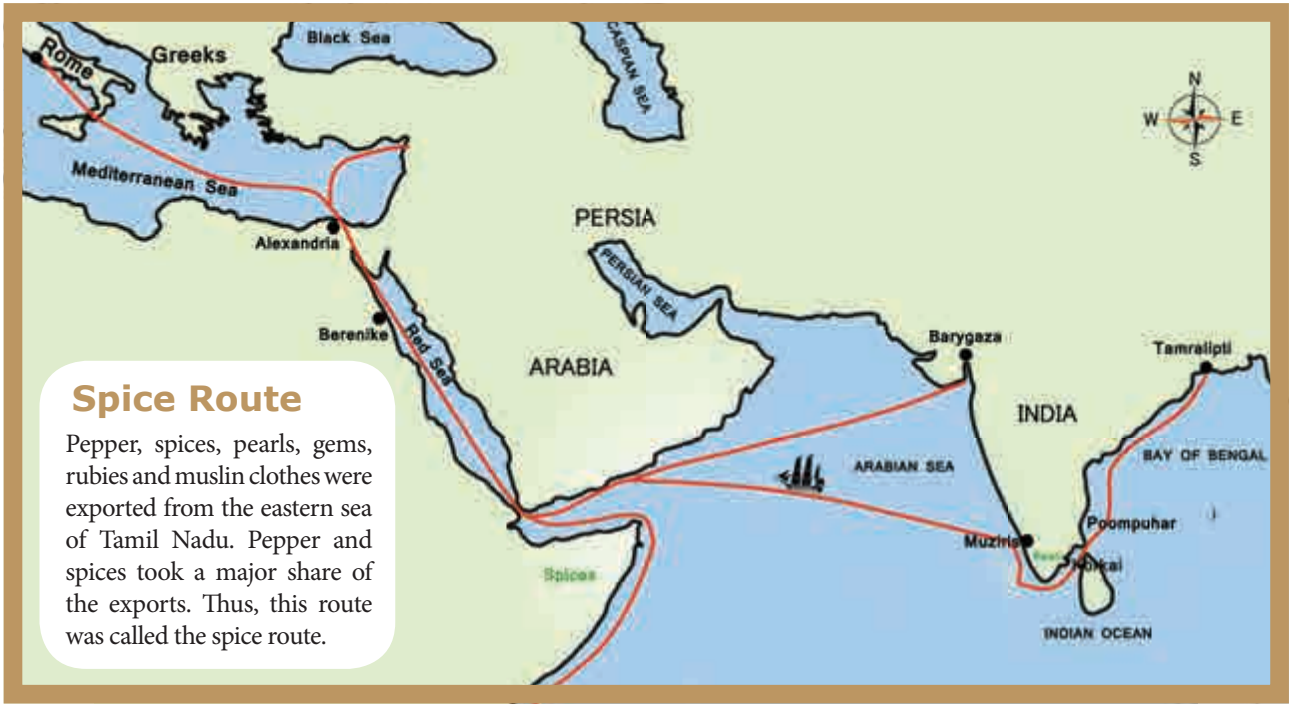 Rome
Greeks
Black Sea
CASPIAN SEA
N
W
E
S
Mediterranean Sea
Alexandria
PERSIA
PERSIAN SEA
Berenike
Red Sea
ARABIA
Barygaza
Tamralipti
INDIA
ARABIAN SEA
BAY OF BENGAL
Poompuhar
Muziris
Korkai
Spices
INDIAN OCEAN
Spice Route
Pepper, spices, pearls, gems,
rubies and muslin clothes were
exported from the eastern sea
of Tamil Nadu. Pepper and
spices took a major share of
the exports. Thus, this route
was called the spice route.